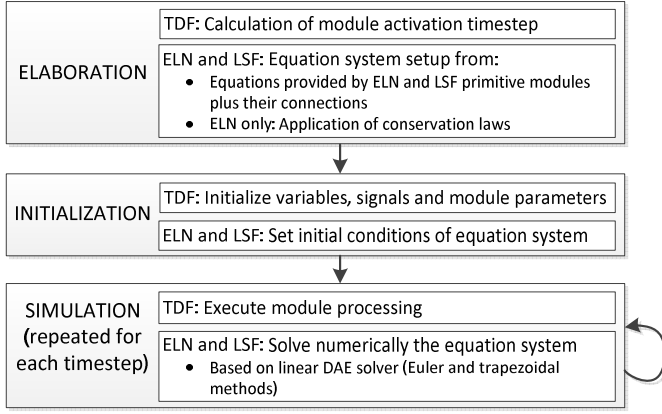 ELABORATION
TDF: Calculation of module activation timestep
ELN and LSF: Equation system setup from:
• Equations provided by ELN and LSF primitive modules
plus their connections
• ELN only: Application of conservation laws
INITIALIZATION
TDF: Initialize variables, signals and module parameters
ELN and LSF: Set initial conditions of equation system
SIMULATION
(repeated for
each timestep)
TDF: Execute module processing
ELN and LSF: Solve numerically the equation system
• Based on linear DAE solver (Euler and trapezoidal
methods)